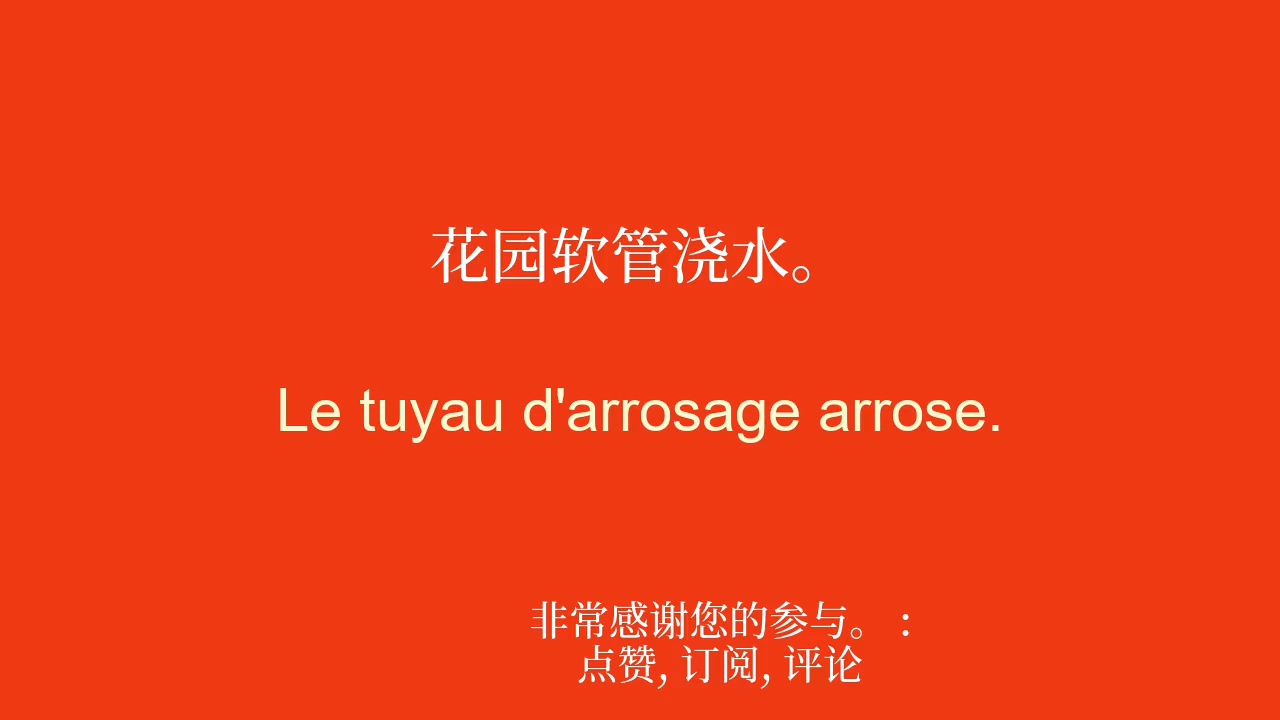 花园软管浇水。
Le tuyau d'arrosage arrose.
非常感谢您的参与。 :
点赞, 订阅, 评论